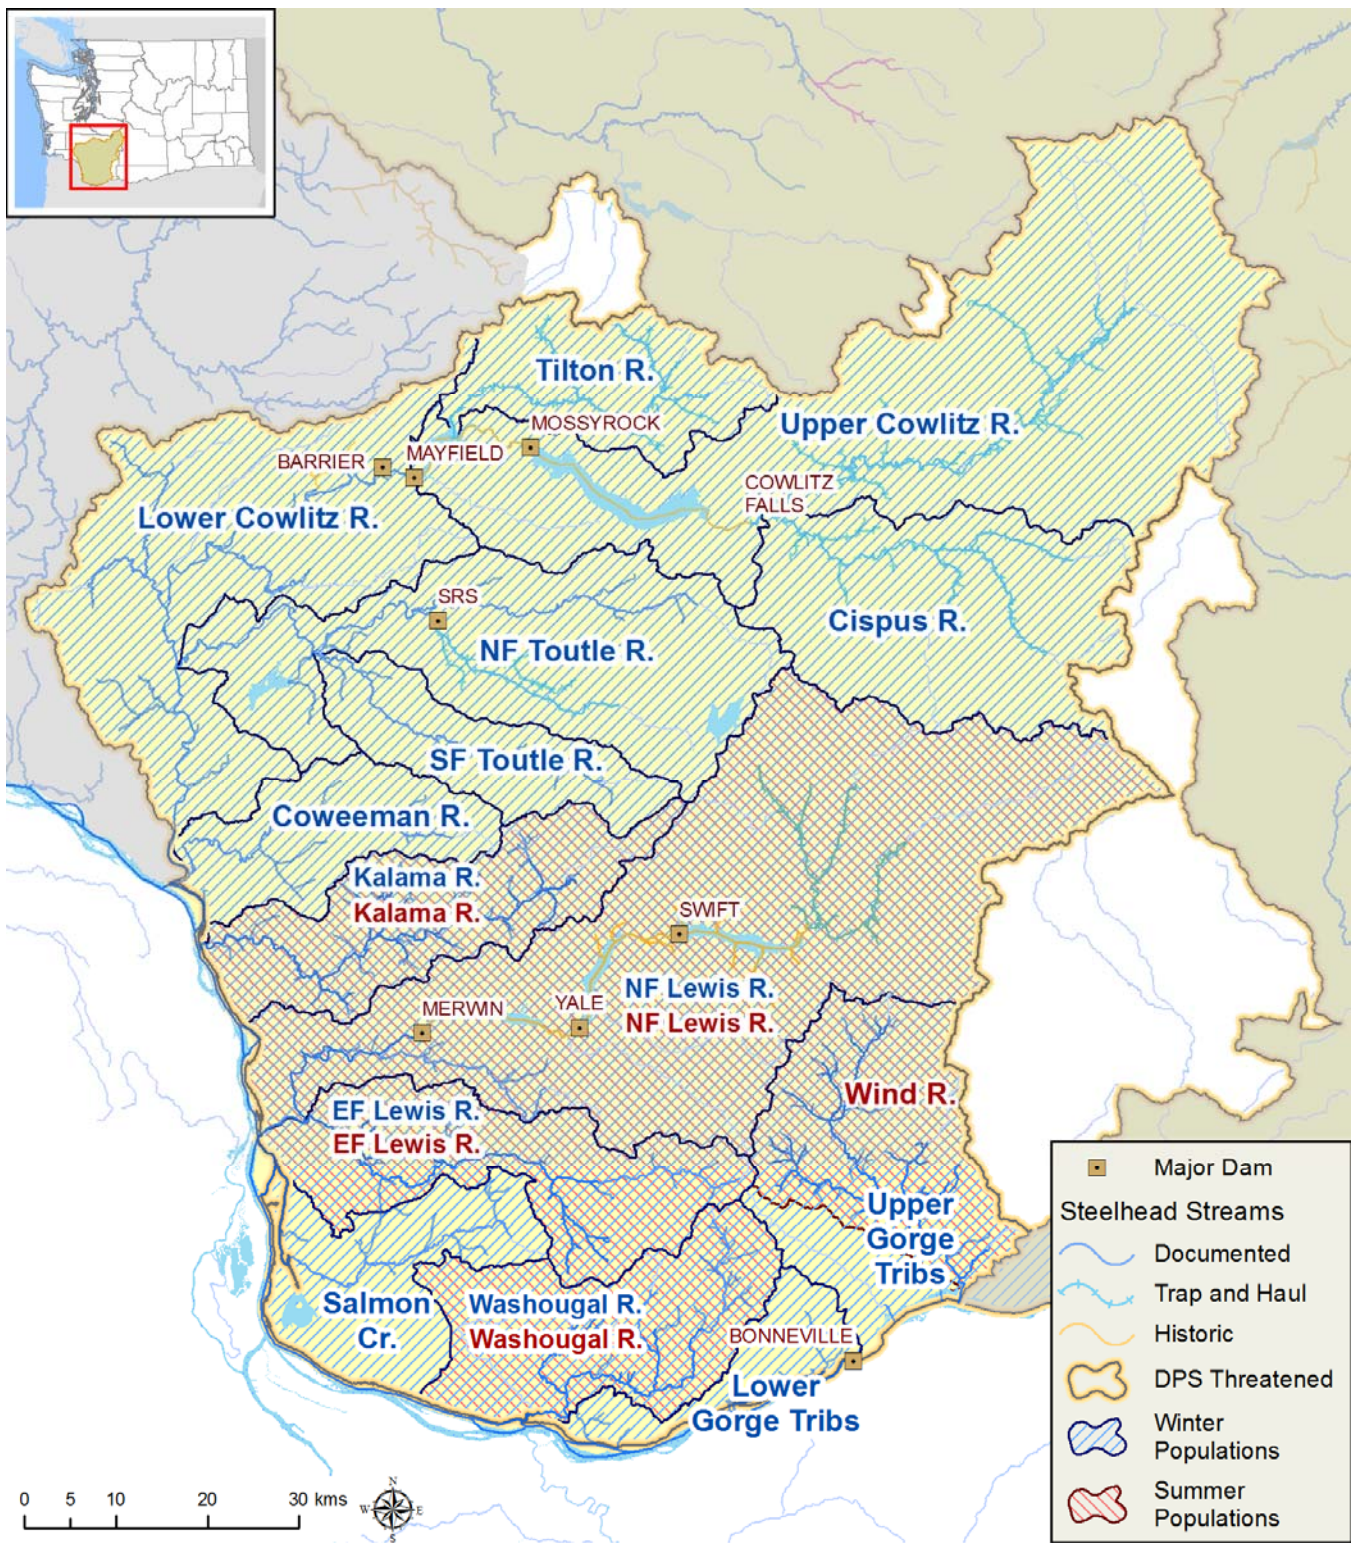 Tilton R.
MOSSYROCK
Upper Cowlitz R.
MAYFIELD
BARRIER
COWLITZ
FALLS
Lower Cowlitz R.
SRS
Cispus R.
NF Toutle R.
SF Toutle R.
Coweeman R.
Kalama R.
Kalama R.
SWIFT
NF Lewis R.
NF Lewis R.
YALE
MERWIN
Wind R.
EF Lewis R.
EF Lewis R.
Upper
Gorge
Tribs
Salmon
Cr.
Washougal R.
Washougal R.
BONNEVILLE
Lower
Gorge Tribs
Major Dam
Steelhead Streams
Documented
Trap and Haul
Historic
DPS Threatened
Winter
Populations
Summer
Populations
0 5 10 20 30 kms
N
W E
S